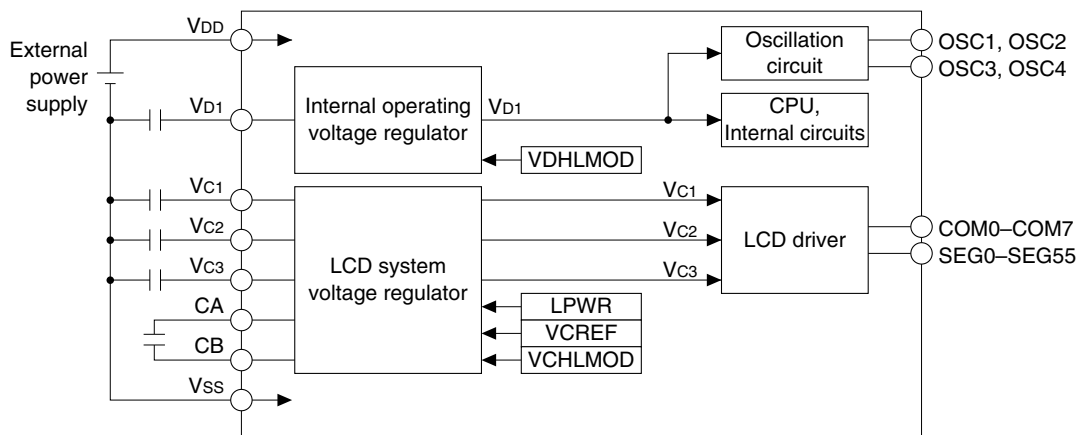 External
power
supply
VDD
VD1
VC1
VC2
VC3
CA
CB
VSS
Internal operating
voltage regulator
VD1
VDHLMOD
LCD system
voltage regulator
VC1
VC2
VC3
LPWR
VCREF
VCHLMOD
Oscillation
circuit
CPU,
Internal circuits
LCD driver
OSC1, OSC2
OSC3, OSC4
COM0–COM7
SEG0–SEG55